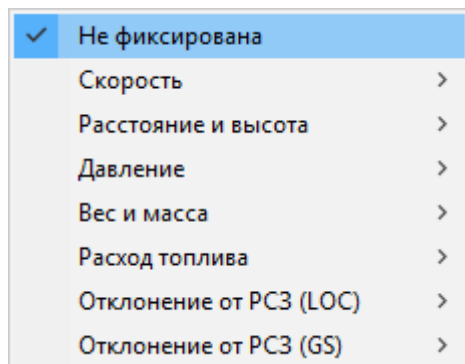 Не фиксирована
Скорость
Расстояние и высота
Давление
Вес и масса
Расход топлива
Отклонение от РСЗ (LOC)
Отклонение от РСЗ (GS)